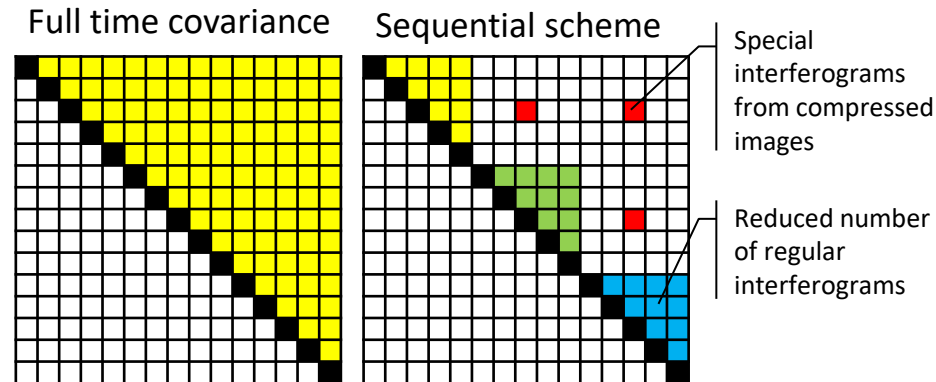 Full time covariance
Sequential scheme
Special
interferograms
from compressed
images
Reduced number
of regular
interferograms